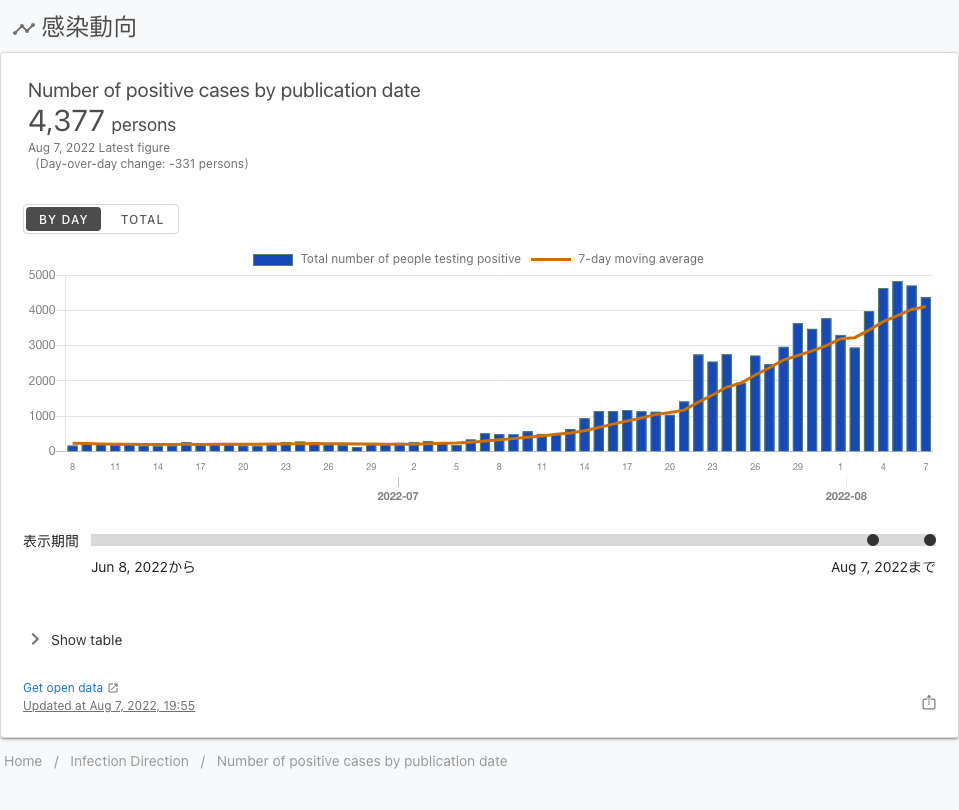 感染動向
Number of positive cases by publication date
4,377 persons
Aug 7, 2022 Latest figure
(Day-over-day change: -331 persons)
BY DAY TOTAL
Total number of people testing positive 7-day moving average
5000
4000
3000
2000
1000
0
8 11 14 17 20 23 26 29 2 5 8 11 14 17 20 23 26 29 1 4 7
2022-07 2022-08
表示期間
Jun 8, 2022から Aug 7, 2022まで
Show table
Get open data
Updated at Aug 7, 2022, 19:55
Home / Infection Direction / Number of positive cases by publication date